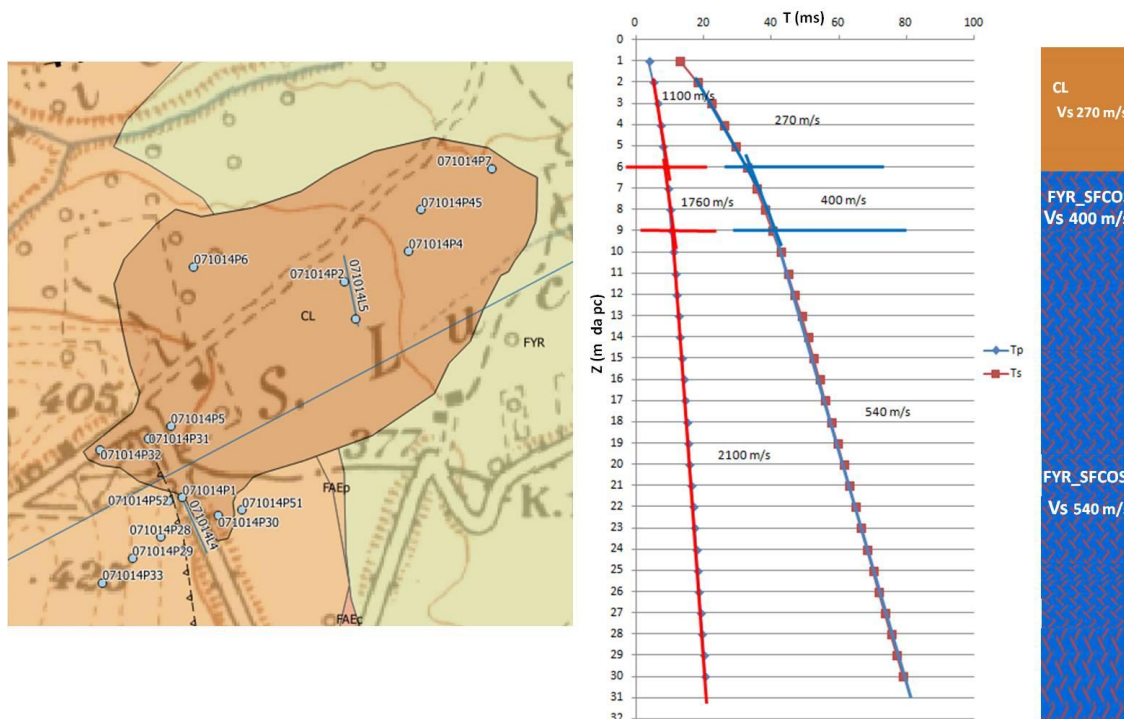 071014P7
071014P45
071014P4
071014P6
071014P2
071014L5
CL
FYR
S. Lu c
405
377
071014P5
071014P31
071014P32
FAEp
071014P1
071014P52
071014P51
071014P30
071014L4
071014P28
071014P29
071014P33
425
K.
FAEc
T (ms)
0 20 40 60 80 100
Z (m da pc)
0
1
2
3
4
5
6
7
8
9
10
11
12
13
14
15
16
17
18
19
20
21
22
23
24
25
26
27
28
29
30
31
32
1100 m/s
270 m/s
1760 m/s
400 m/s
540 m/s
2100 m/s
Tp
Ts
CL
Vs 270 m/s
FYR_SFCOS
Vs 400 m/s
FYR_SFCOS
Vs 540 m/s